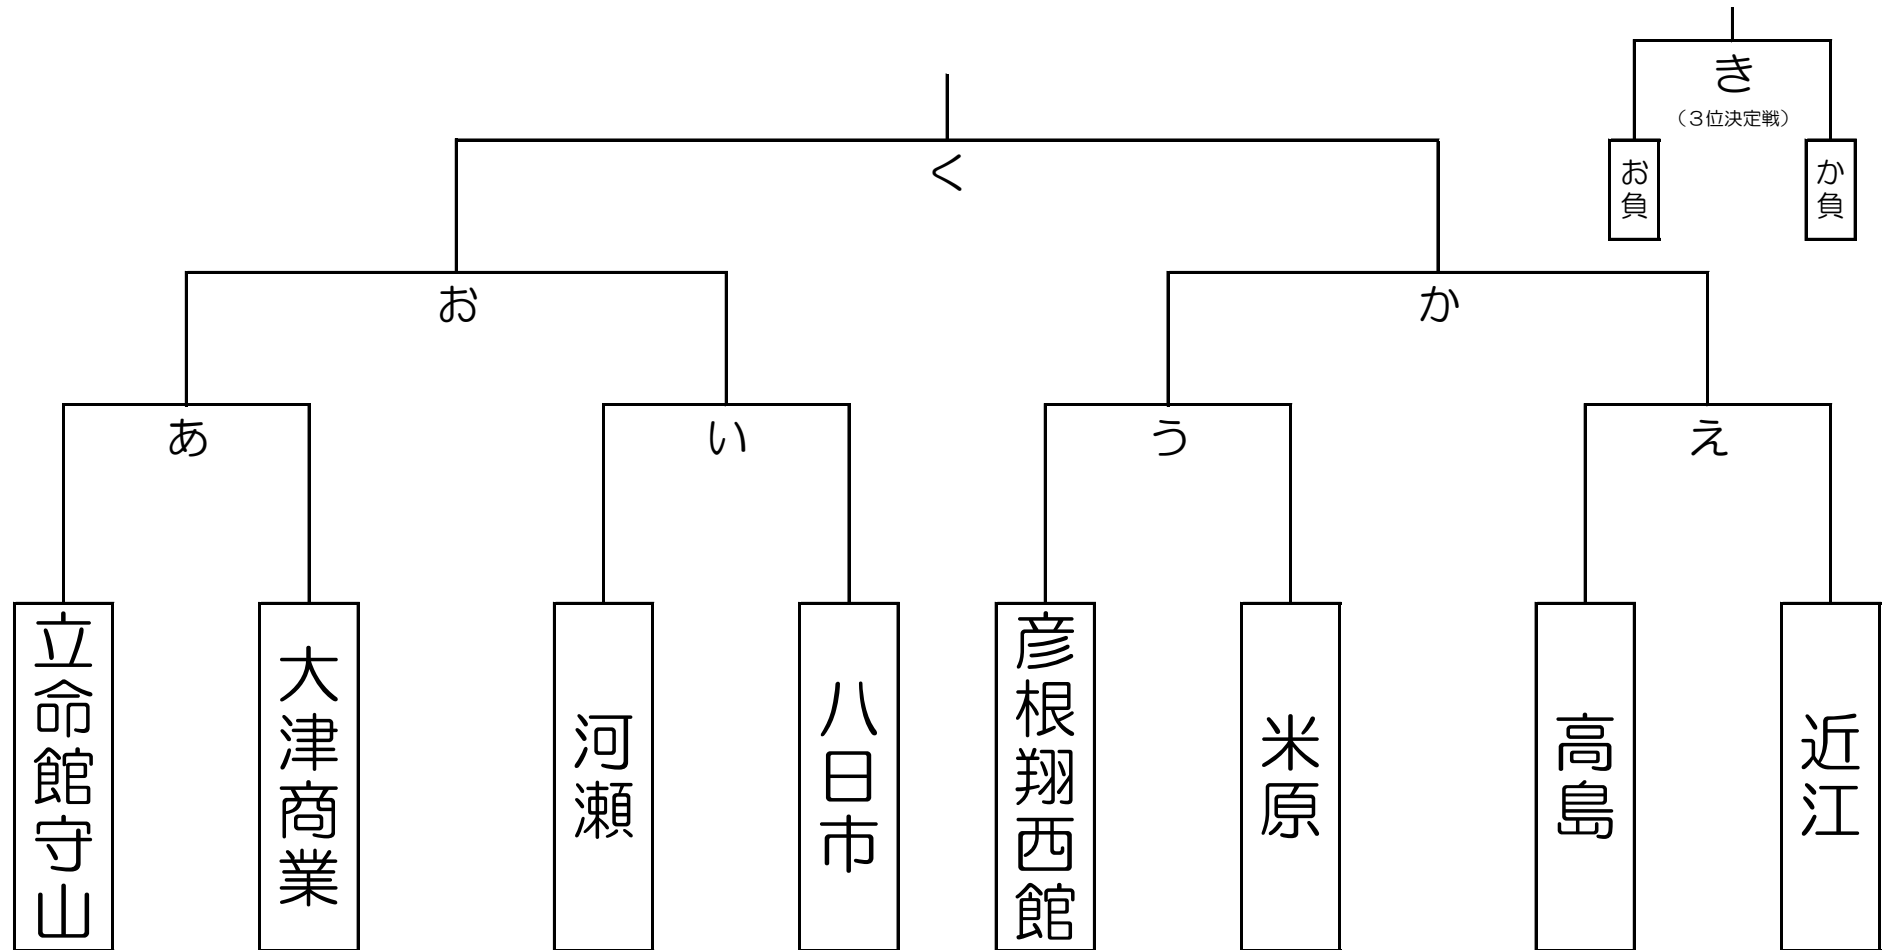 き
（３位決定戦）
お負
か負
く
お
か
あ
い
う
え
立命館守山
大津商業
河瀬
八日市
彦根翔西館
米原
高島
近江